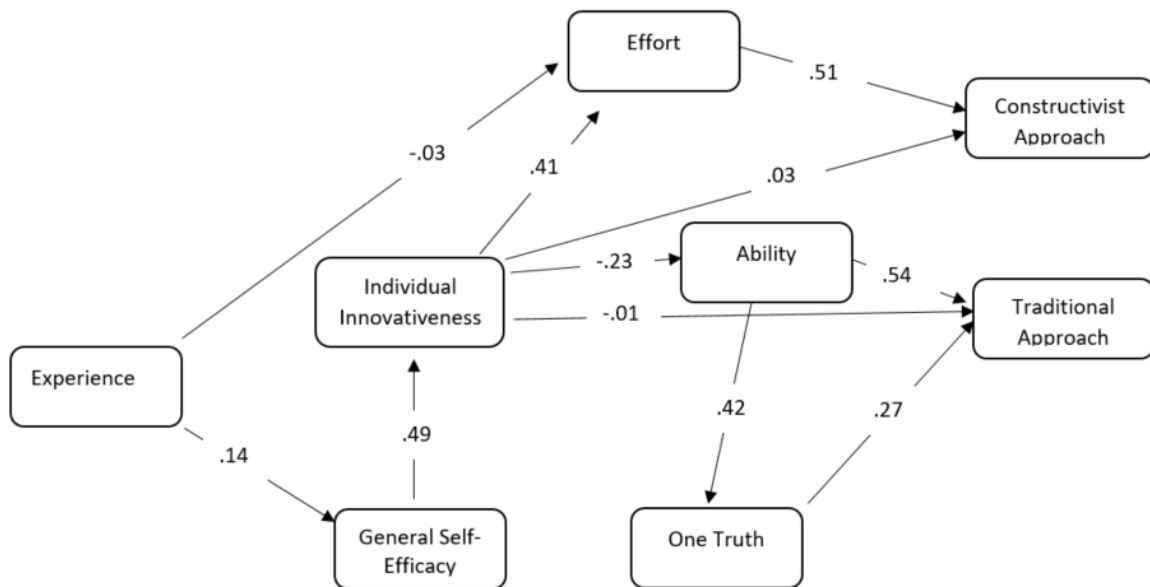 Effort
.51
Constructivist
Approach
-.03
.41
.03
Ability
-.23
.54
Individual
Innovativeness
-.01
Traditional
Approach
Experience
.42
.27
.49
.14
General Self-
Efficacy
One Truth